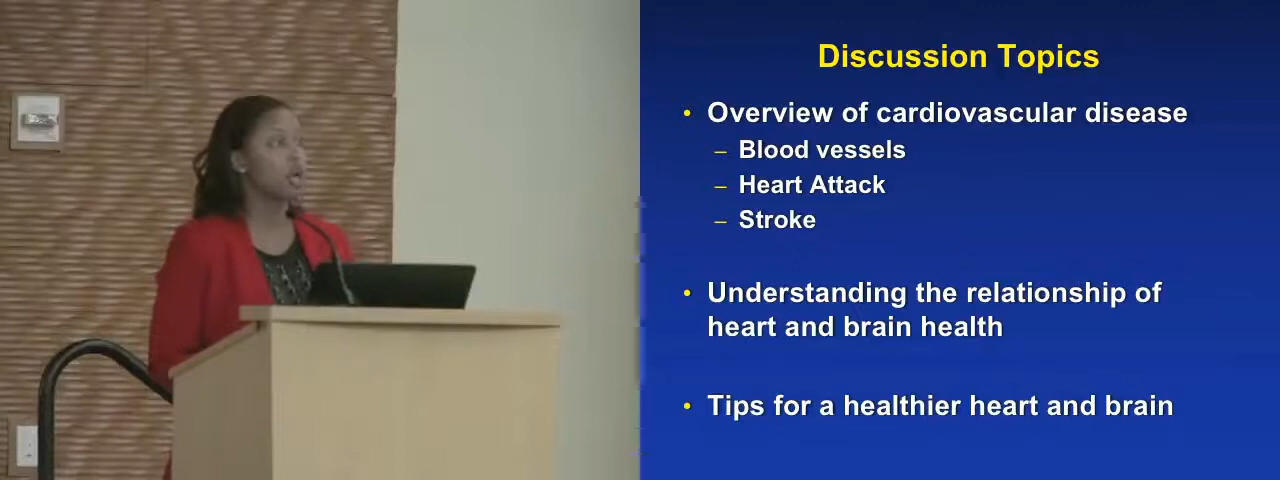 Discussion Topics
• Overview of cardiovascular disease
– Blood vessels
– Heart Attack
– Stroke
• Understanding the relationship of
heart and brain health
• Tips for a healthier heart and brain